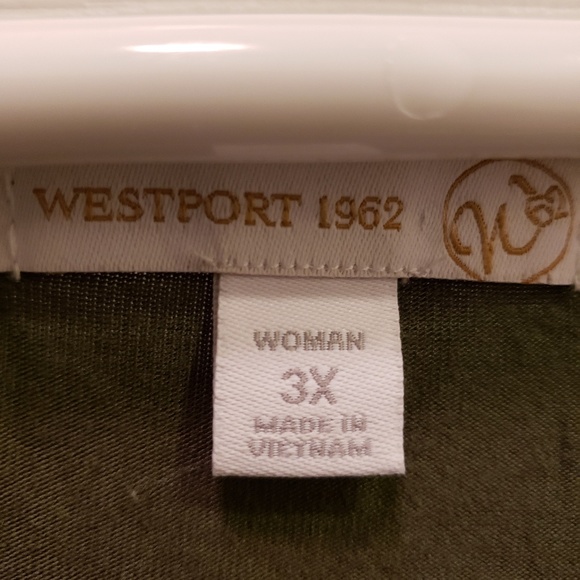 WESTPORT 1962
WOMAN
3X
MADE IN
VIETNAM